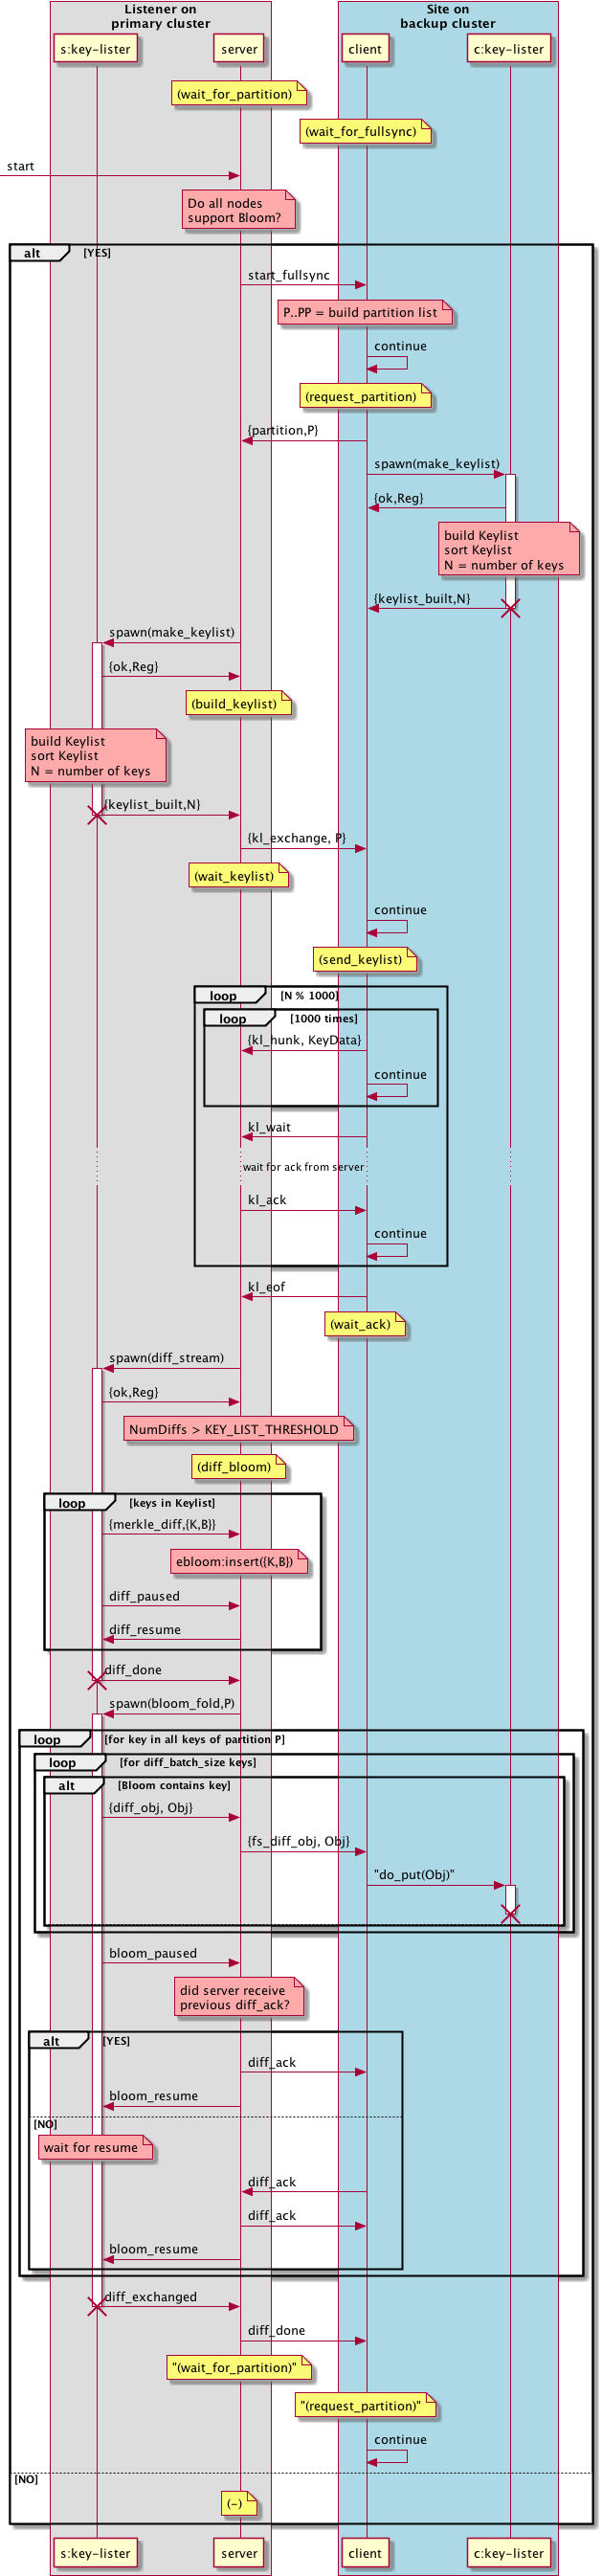 Listener on
primary cluster
Site on
backup cluster
s:key-lister
server
client
c:key-lister
(wait_for_partition)
(wait_for_fullsync)
start
Do all nodes
support Bloom?
alt [YES]
start_fullsync
P..PP = build partition list
continue
(request_partition)
{partition,P}
spawn(make_keylist)
{ok,Reg}
build Keylist
sort Keylist
N = number of keys
{keylist_built,N}
spawn(make_keylist)
{ok,Reg}
(build_keylist)
build Keylist
sort Keylist
N = number of keys
{keylist_built,N}
{kl_exchange, P}
(wait_keylist)
continue
(send_keylist)
loop [N % 1000]
loop [1000 times]
{kl_hunk, KeyData}
continue
kl_wait
wait for ack from server
kl_ack
continue
kl_eof
(wait_ack)
spawn(diff_stream)
{ok,Reg}
NumDiffs > KEY_LIST_THRESHOLD
(diff_bloom)
loop [keys in Keylist]
{merkle_diff,{K,B}}
ebloom:insert({K,B})
diff_paused
diff_resume
diff_done
spawn(bloom_fold,P)
loop [for key in all keys of partition P]
loop [for diff_batch_size keys]
alt [Bloom contains key]
{diff_obj, Obj}
{fs_diff_obj, Obj}
"do_put(Obj)"
bloom_paused
did server receive
previous diff_ack?
alt [YES]
diff_ack
bloom_resume
[NO]
wait for resume
diff_ack
diff_ack
bloom_resume
diff_exchanged
diff_done
"(wait_for_partition)"
"(request_partition)"
continue
[NO]
(-)
s:key-lister
server
client
c:key-lister